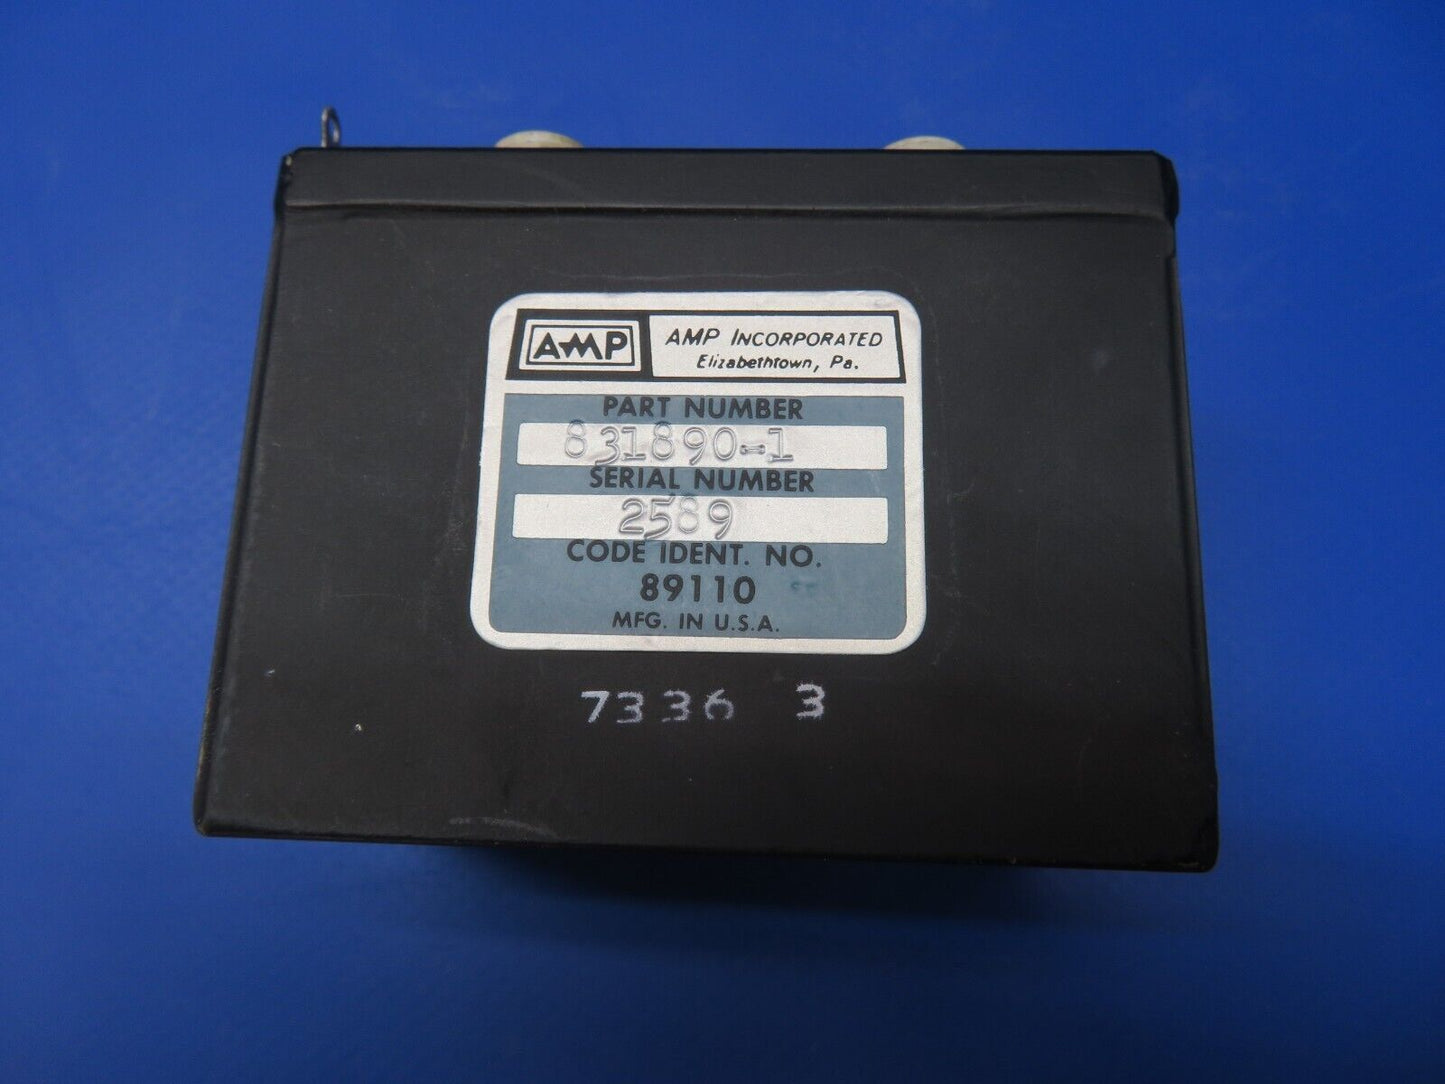 AMP
AMP INCORPORATED
Elizabethtown, Pa.
PART NUMBER
831890-1
SERIAL NUMBER
2589
CODE IDENT. NO.
89110
MFG. IN U.S.A.
7336 3